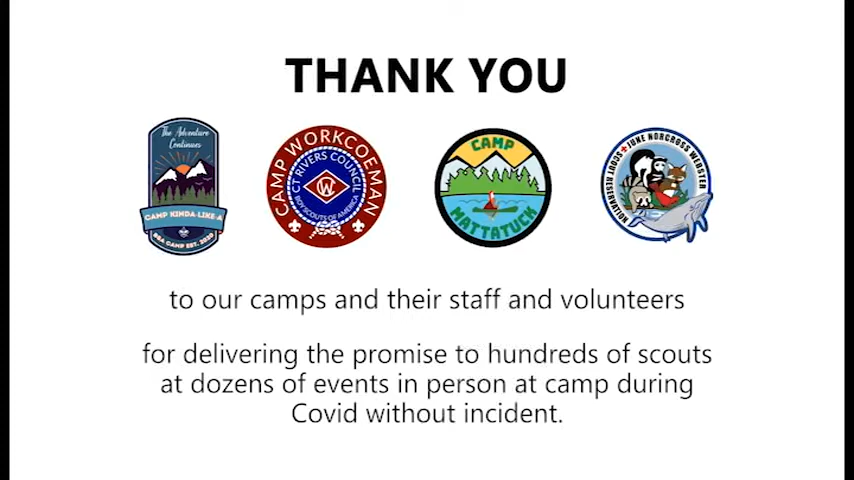 THANK YOU
The Adventure
Continues
CAMP KINDA-LIKE-A
BSA CAMP EST. 2020
CAMP WORKCOEMAN
CT RIVERS COUNCIL
BOY SCOUTS OF AMERICA
CW
CAMP
MATTATUCK
JUNE NORCROSS WEBSTER
SCOUT RESERVATION
to our camps and their staff and volunteers
for delivering the promise to hundreds of scouts
at dozens of events in person at camp during
Covid without incident.